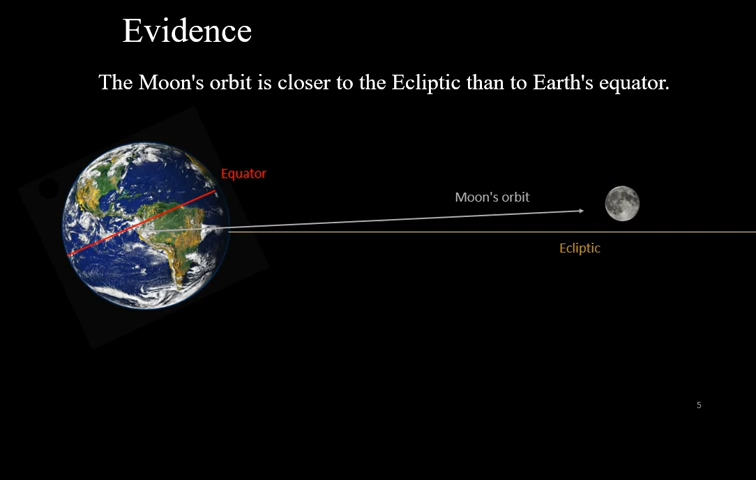 Evidence
The Moon's orbit is closer to the Ecliptic than to Earth's equator.
Equator
Moon's orbit
Ecliptic
5